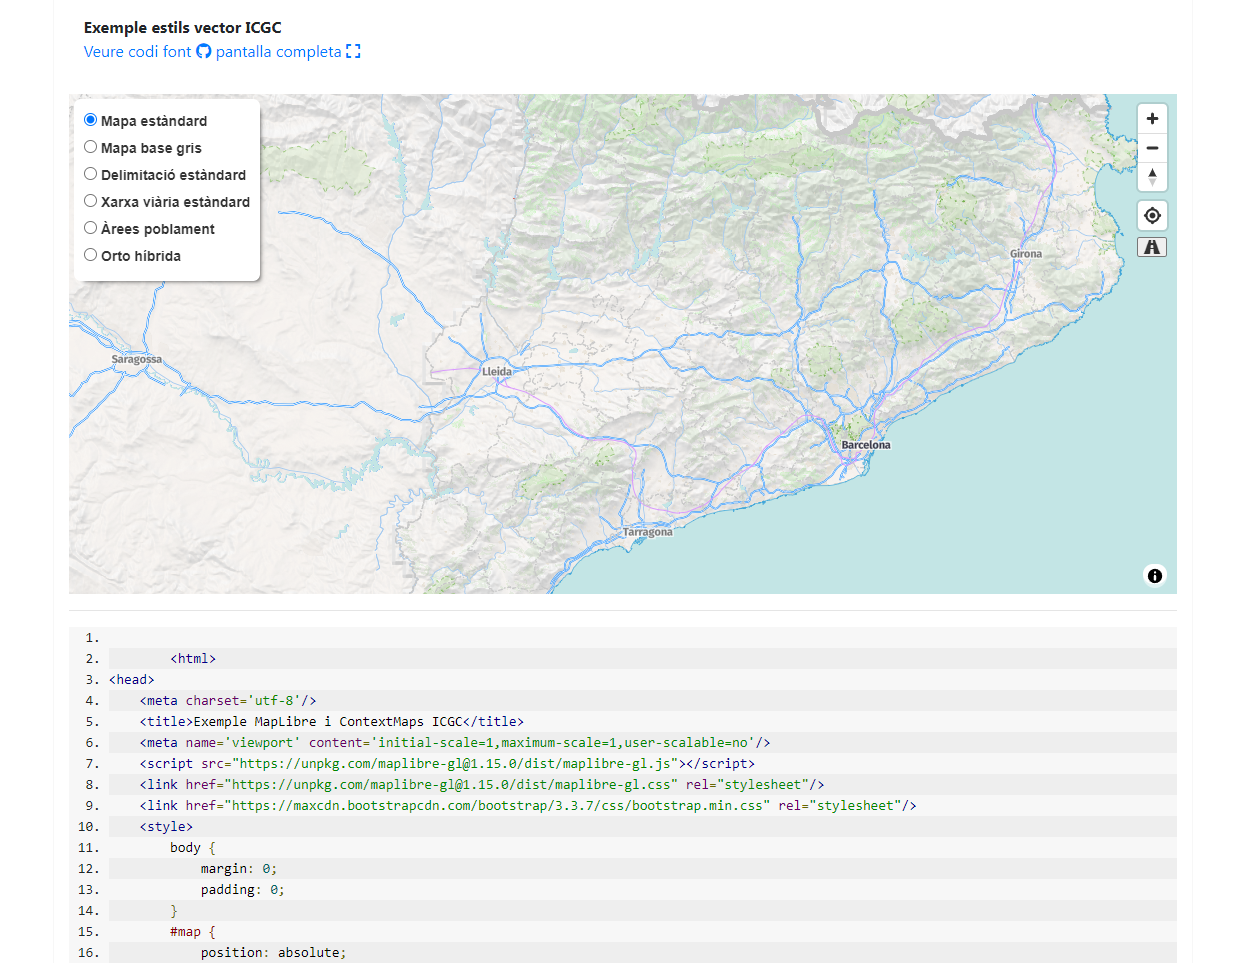 Exemple estils vector ICGC
Veure codi font pantalla completa
Mapa estàndard
Mapa base gris
Delimitació estàndard
Xarxa viària estàndard
Àrees poblament
Orto híbrida
Girona
Saragossa
Lleida
Barcelona
Tarragona
1.
2. <html>
3. <head>
4. <meta charset='utf-8'/>
5. <title>Exemple MapLibre i ContextMaps ICGC</title>
6. <meta name='viewport' content='initial-scale=1,maximum-scale=1,user-scalable=no'/>
7. <script src="https://unpkg.com/maplibre-gl@1.15.0/dist/maplibre-gl.js"></script>
8. <link href="https://unpkg.com/maplibre-gl@1.15.0/dist/maplibre-gl.css" rel="stylesheet"/>
9. <link href="https://maxcdn.bootstrapcdn.com/bootstrap/3.3.7/css/bootstrap.min.css" rel="stylesheet"/>
10. <style>
11. body {
12. margin: 0;
13. padding: 0;
14. }
15. #map {
16. position: absolute;